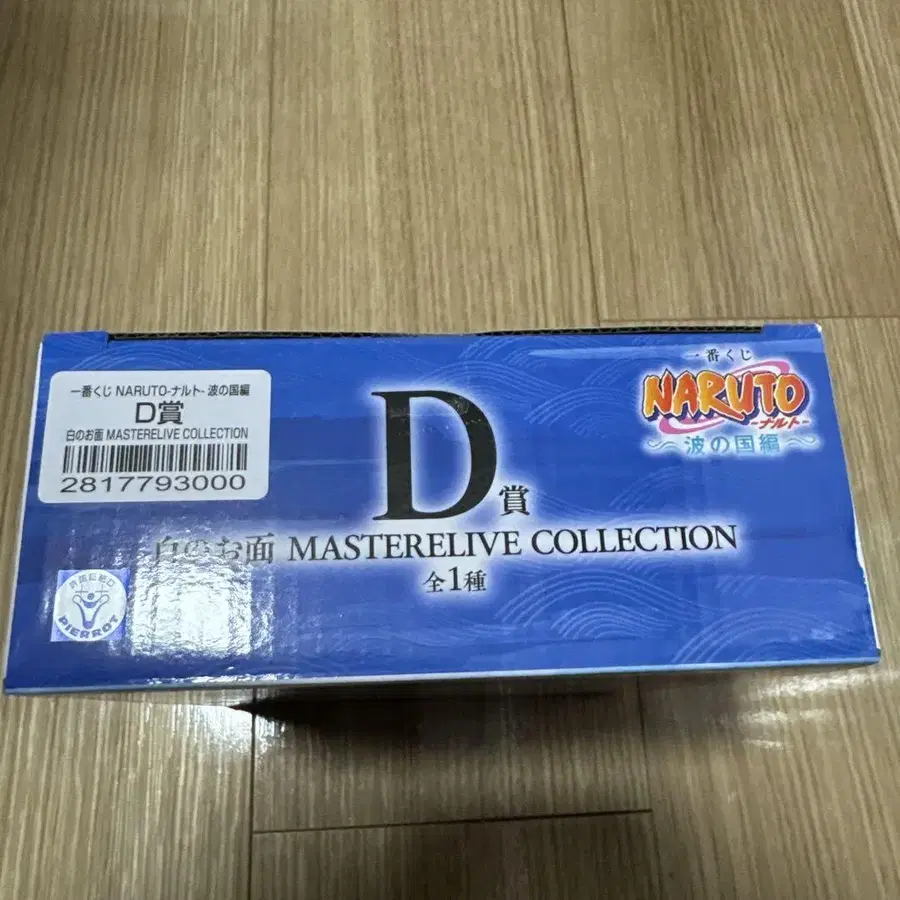 一番くじ NARUTO-ナルト- 波の国編
D賞
白のお面 MASTERELIVE COLLECTION
2817793000
D賞
白のお面 MASTERELIVE COLLECTION
全1種
一番くじ
NARUTO
-ナルト-
～波の国編～
PIERROT